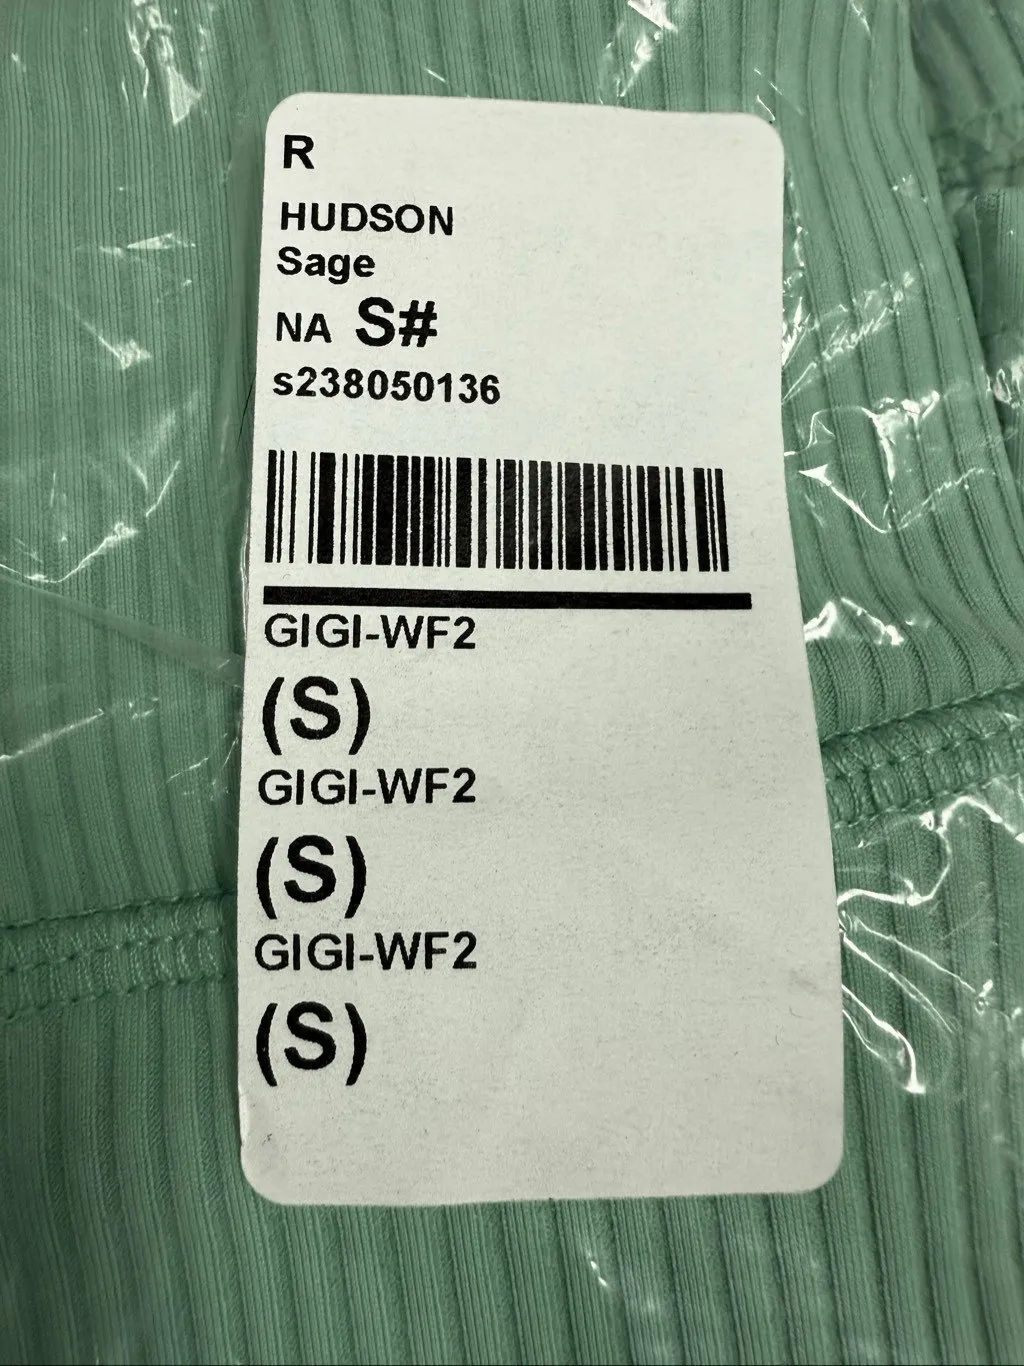 R
HUDSON
Sage
NA S#
s238050136
GIGI-WF2
(S)
GIGI-WF2
(S)
GIGI-WF2
(S)